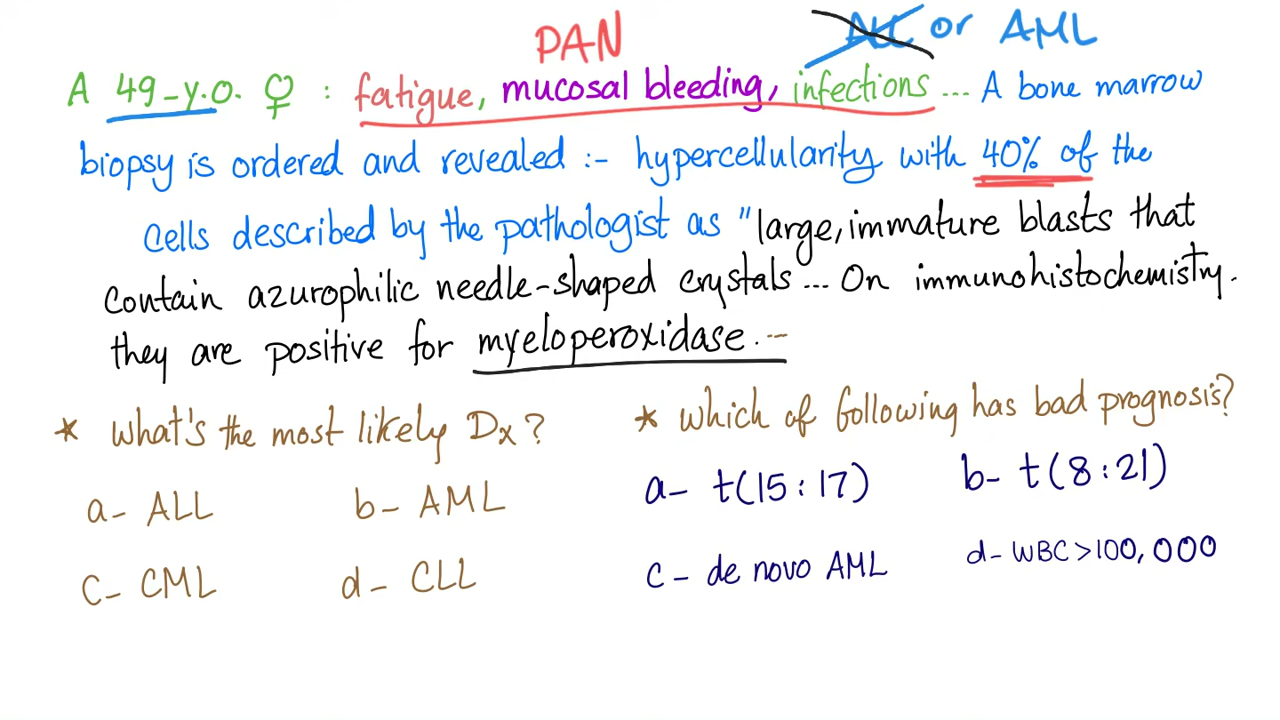 PAN
ALL or AML
A 49-y.o. ♀ : fatigue, mucosal bleeding, infections ... A bone marrow
biopsy is ordered and revealed :- hypercellularity with 40% of the
cells described by the pathologist as "large, immature blasts that
contain azurophilic needle-shaped crystals ... On immunohistochemistry.
they are positive for myeloperoxidase. --
* What's the most likely Dx?
a- ALL b- AML
C- CML d- CLL
* Which of following has bad prognosis?
a- t(15:17) b- t(8:21)
c- de novo AML d- WBC > 100,000